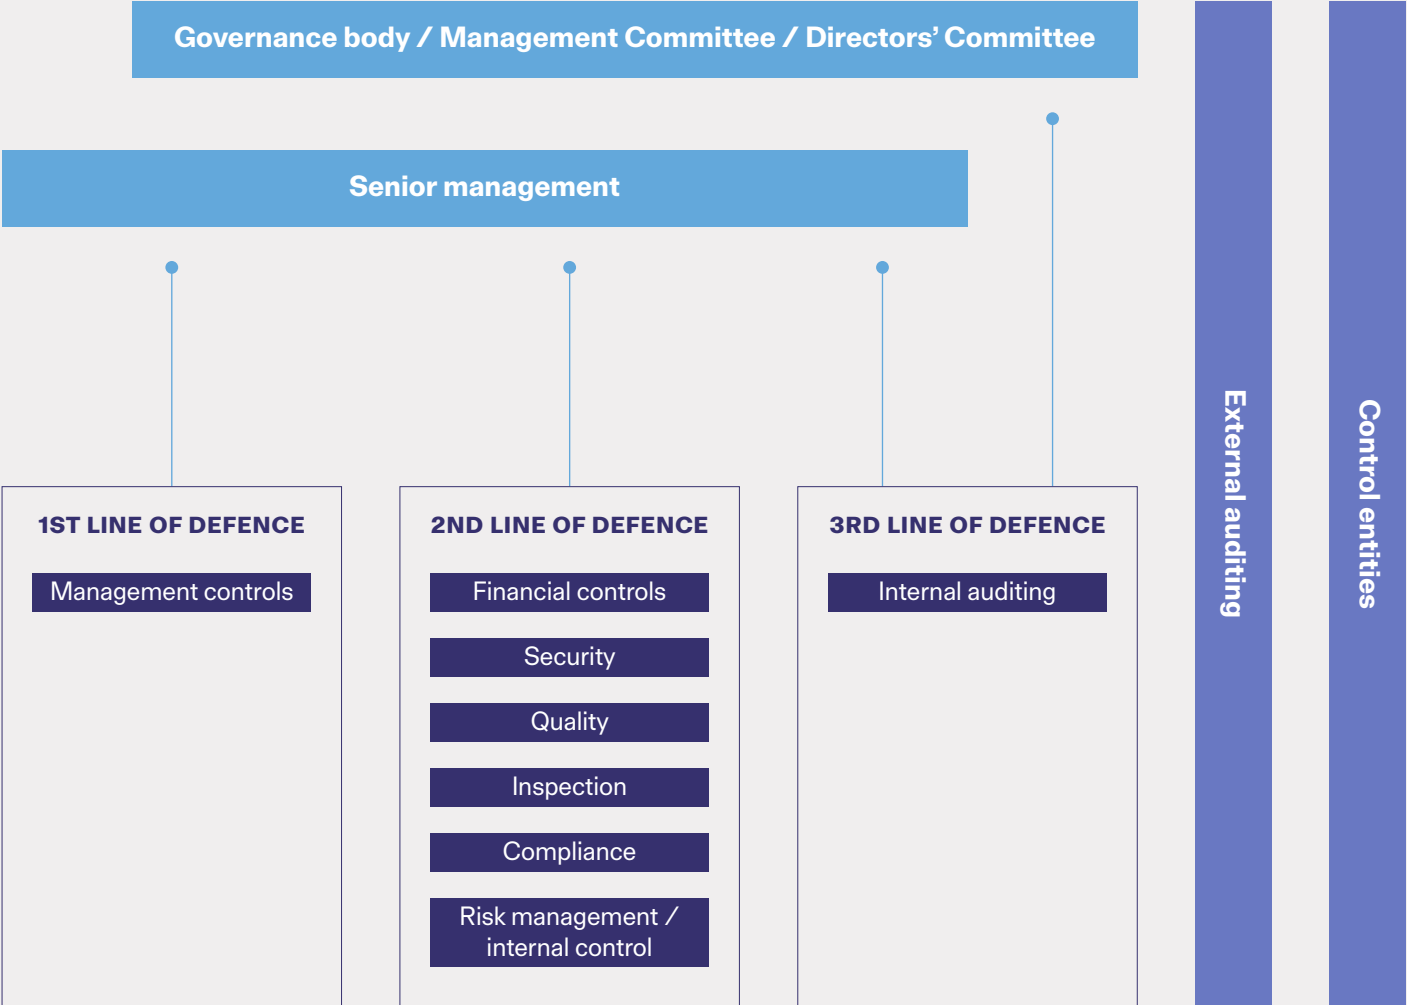 Governance body / Management Committee / Directors’ Committee
Senior management
1ST LINE OF DEFENCE
Management controls
2ND LINE OF DEFENCE
Financial controls
Security
Quality
Inspection
Compliance
Risk management /
internal control
3RD LINE OF DEFENCE
Internal auditing
External auditing
Control entities